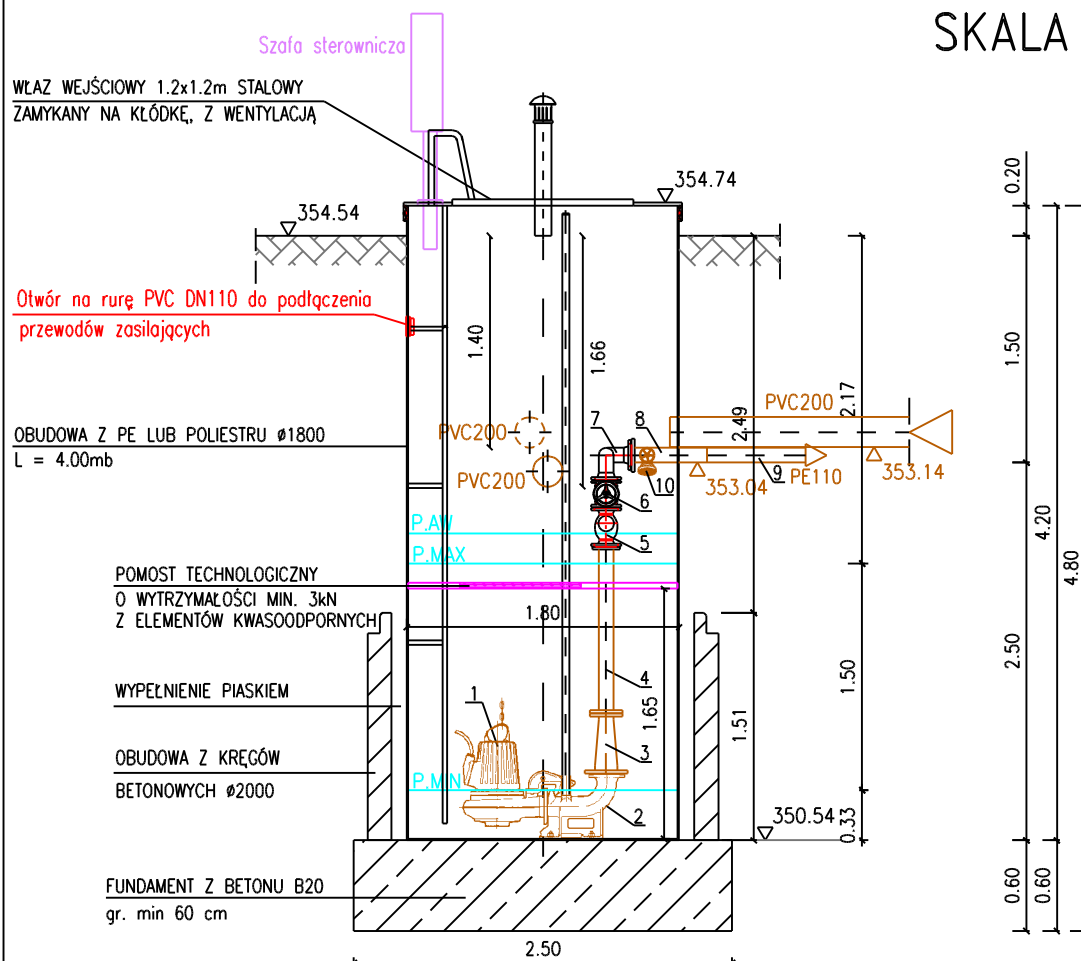 SKALA
Szafa sterownicza
WŁAZ WEJŚCIOWY 1.2x1.2m STALOWY
ZAMYKANY NA KŁÓDKĘ, Z WENTYLACJĄ
354.74
354.54
0.20
Otwór na rurę PVC DN110 do podłączenia
przewodów zasilających
1.40
1.66
1.50
2.49
2.17
PVC200
OBUDOWA Z PE LUB POLIESTRU ø1800
L = 4.00mb
PVC200
PVC200
7
8
9
10
353.04
PE110
353.14
6
5
P.AW
P.MAX
4.20
4.80
POMOST TECHNOLOGICZNY
O WYTRZYMAŁOŚCI MIN. 3kN
Z ELEMENTÓW KWASOODPORNYCH
1.80
2.50
1.50
WYPEŁNIENIE PIASKIEM
1
4
1.65
1.51
3
OBUDOWA Z KRĘGÓW
BETONOWYCH ø2000
P.MIN
2
350.54
0.33
FUNDAMENT Z BETONU B20
gr. min 60 cm
0.60
0.60
2.50